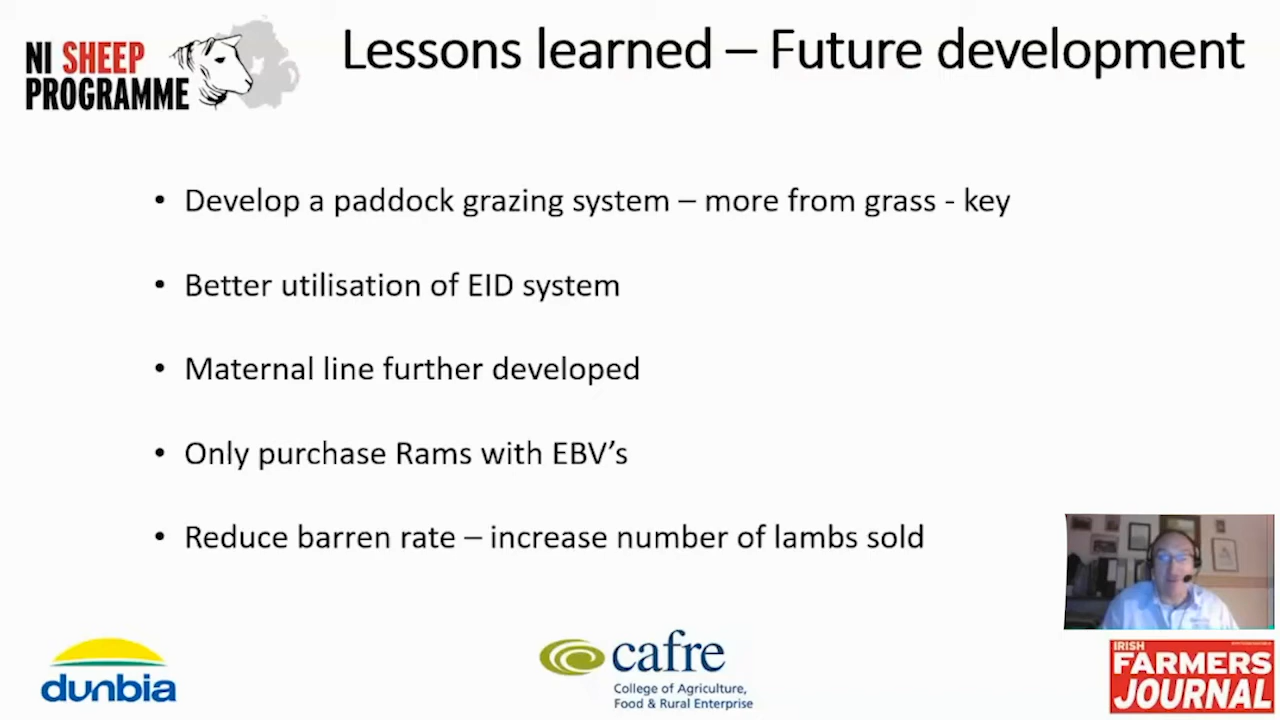 NI SHEEP
PROGRAMME
Lessons learned – Future development
• Develop a paddock grazing system – more from grass - key
• Better utilisation of EID system
• Maternal line further developed
• Only purchase Rams with EBV’s
• Reduce barren rate – increase number of lambs sold
dunbia
cafre
College of Agriculture,
Food & Rural Enterprise
IRISH
FARMERS
JOURNAL